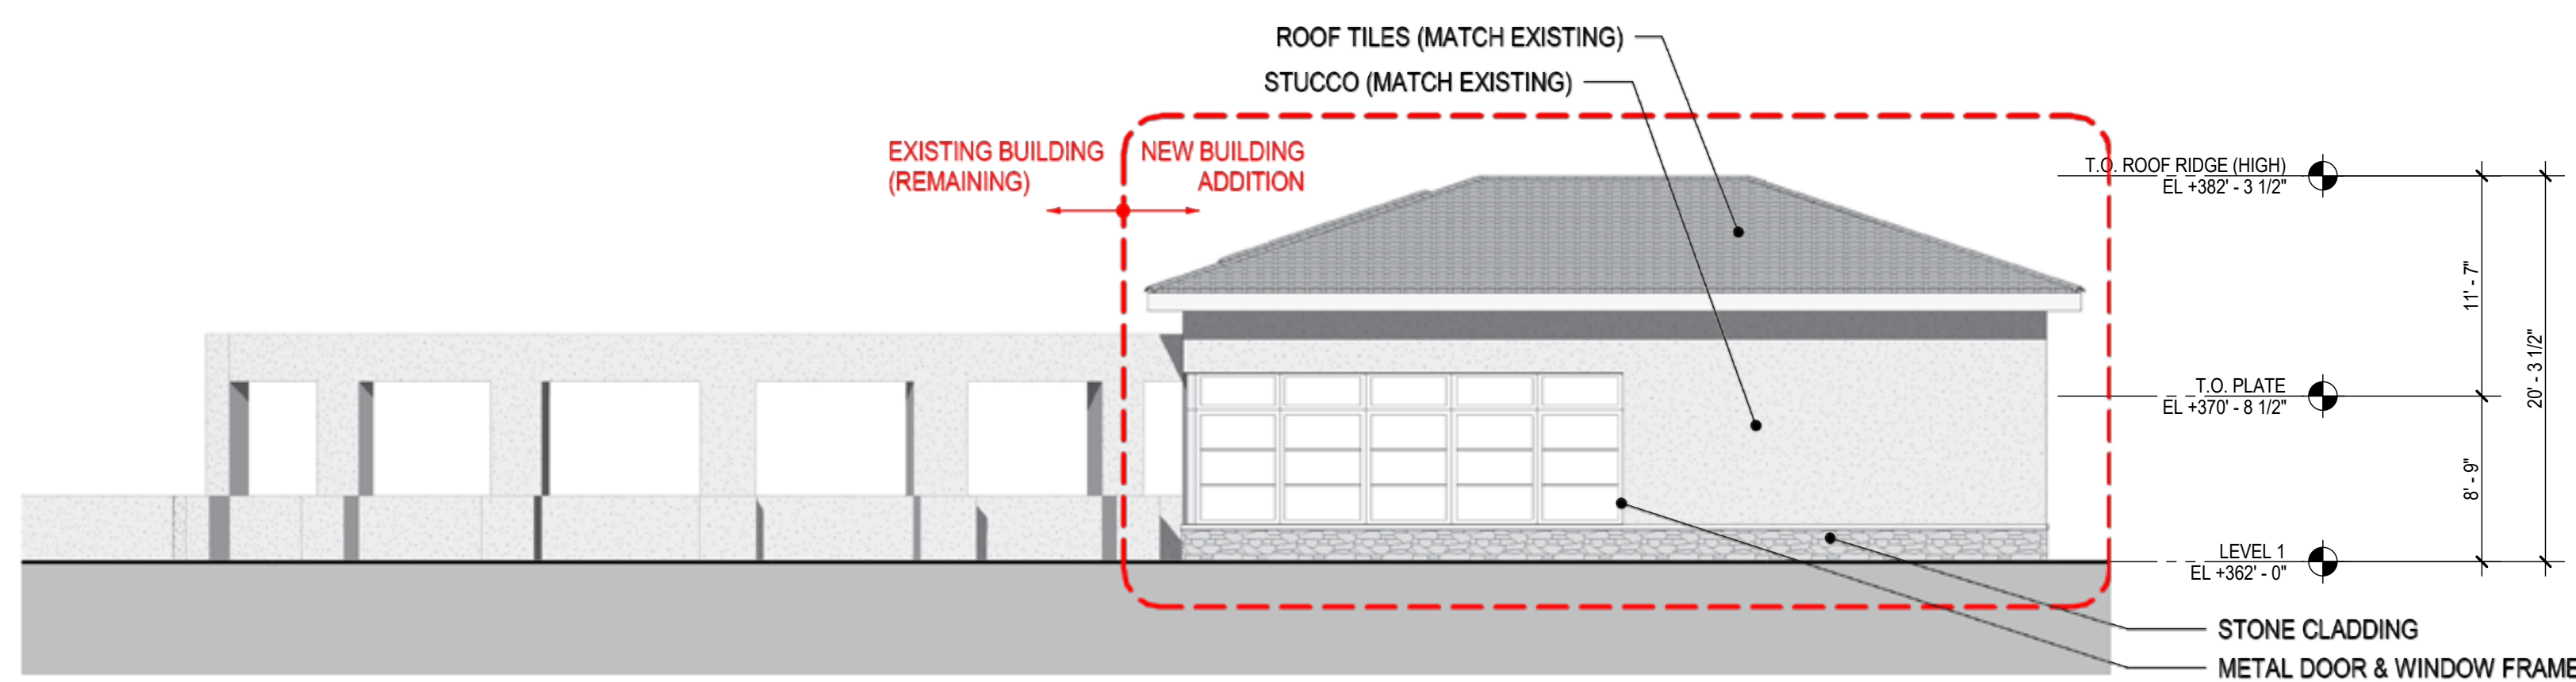 ROOF TILES (MATCH EXISTING)
STUCCO (MATCH EXISTING)
EXISTING BUILDING
(REMAINING)
NEW BUILDING
ADDITION
T.O. ROOF RIDGE (HIGH)
EL +382' - 3 1/2"
11' - 7"
20' - 3 1/2"
T.O. PLATE
EL +370' - 8 1/2"
8' - 9"
LEVEL 1
EL +362' - 0"
STONE CLADDING
METAL DOOR & WINDOW FRAME